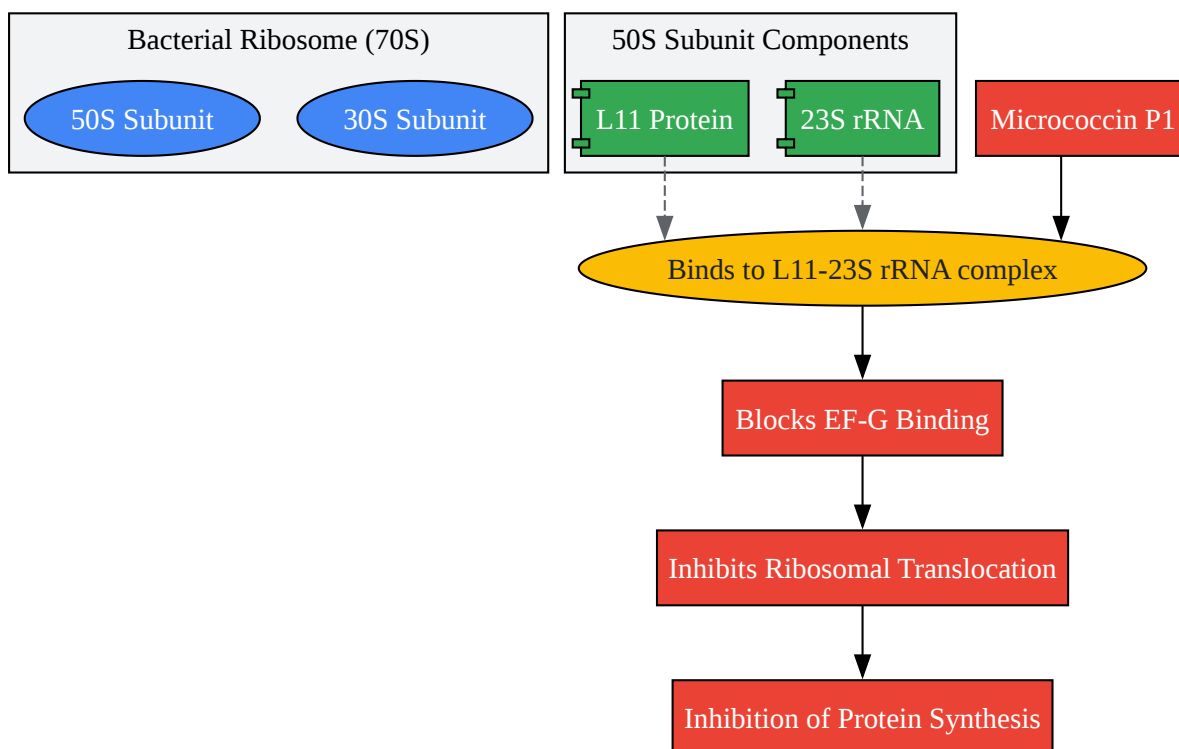 Bacterial Ribosome (70S)
50S Subunit
30S Subunit
50S Subunit Components
L11 Protein
23S rRNA
Micrococcin P1
Binds to L11-23S rRNA complex
Blocks EF-G Binding
Inhibits Ribosomal Translocation
Inhibition of Protein Synthesis